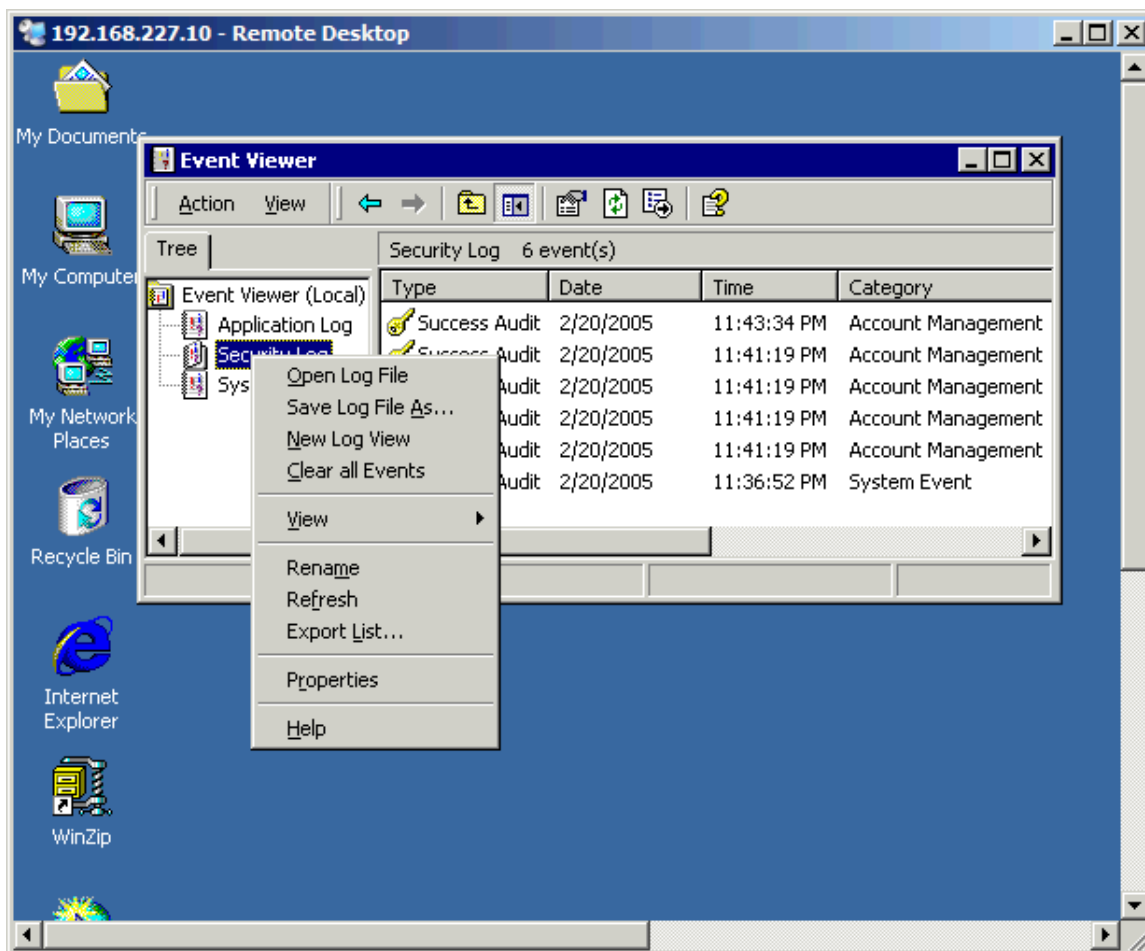 192.168.227.10 - Remote Desktop
My Documents
Event Viewer
Action View
Tree
Security Log 6 event(s)
My Computer
Event Viewer (Local)
Type Date Time Category
Application Log
Success Audit 2/20/2005 11:43:34 PM Account Management
Security Log
Success Audit 2/20/2005 11:41:19 PM Account Management
Sys
Audit 2/20/2005 11:41:19 PM Account Management
Audit 2/20/2005 11:41:19 PM Account Management
Audit 2/20/2005 11:41:19 PM Account Management
Audit 2/20/2005 11:36:52 PM System Event
Open Log File
Save Log File As...
New Log View
Clear all Events
View
Rename
Refresh
Export List...
Properties
Help
My Network
Places
Recycle Bin
Internet
Explorer
WinZip